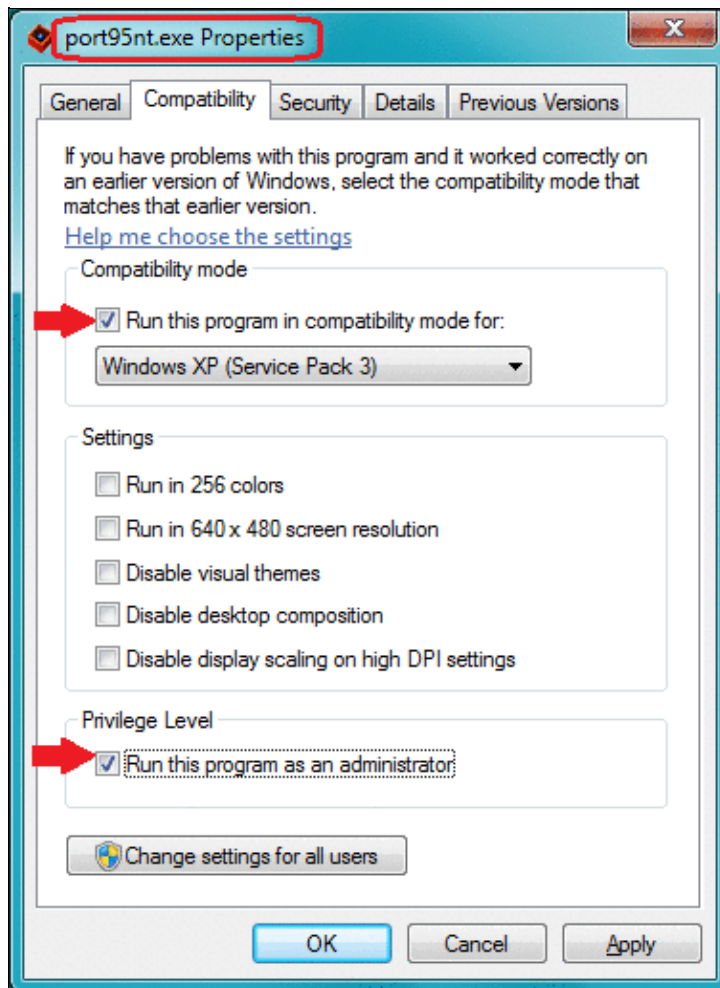 port95nt.exe Properties
General
Compatibility
Security
Details
Previous Versions
If you have problems with this program and it worked correctly on
an earlier version of Windows, select the compatibility mode that
matches that earlier version.
Help me choose the settings
Compatibility mode
Run this program in compatibility mode for:
Windows XP (Service Pack 3)
Settings
Run in 256 colors
Run in 640 x 480 screen resolution
Disable visual themes
Disable desktop composition
Disable display scaling on high DPI settings
Privilege Level
Run this program as an administrator
Change settings for all users
OK
Cancel
Apply